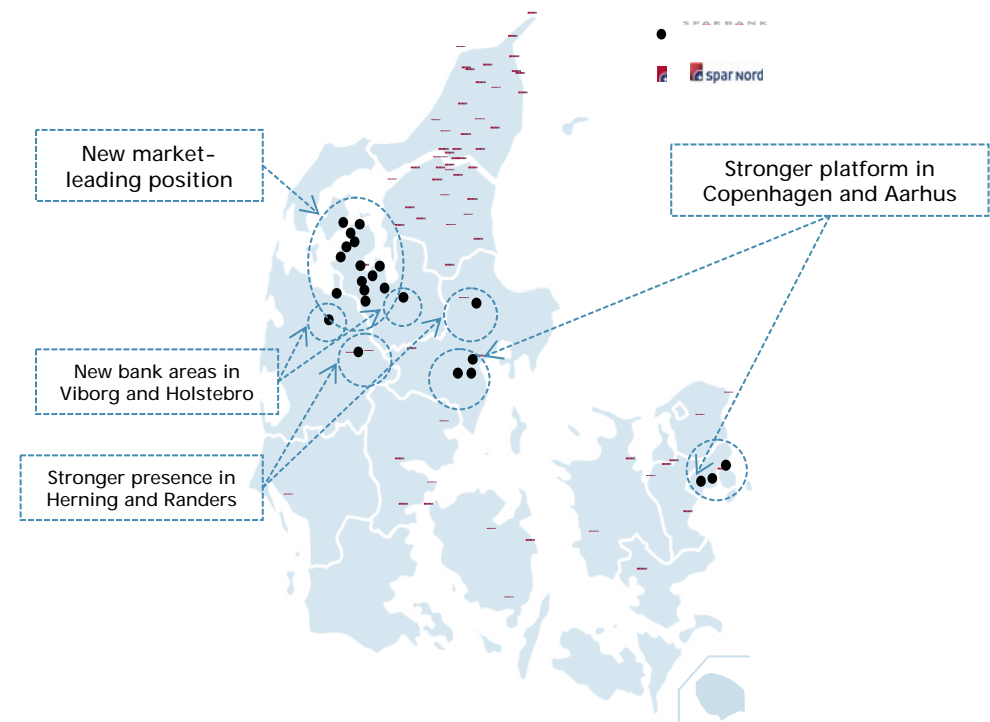 SPARBANK
spar nord
New market-
leading position
Stronger platform in
Copenhagen and Aarhus
New bank areas in
Viborg and Holstebro
Stronger presence in
Herning and Randers